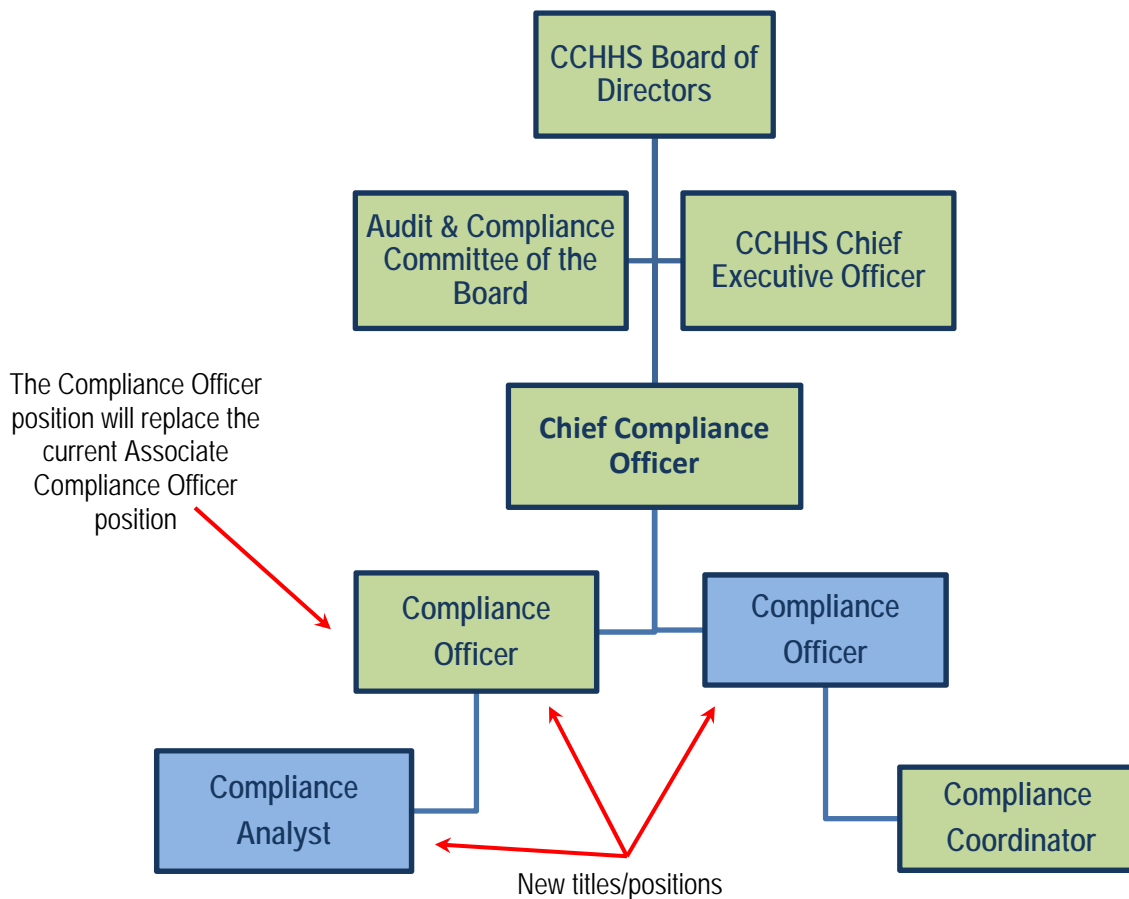 CCHHS Board of
Directors
Audit & Compliance
Committee of the
Board
CCHHS Chief
Executive Officer
The Compliance Officer
position will replace the
current Associate
Compliance Officer
position
Chief Compliance
Officer
Compliance
Officer
Compliance
Officer
Compliance
Analyst
Compliance
Coordinator
New titles/positions